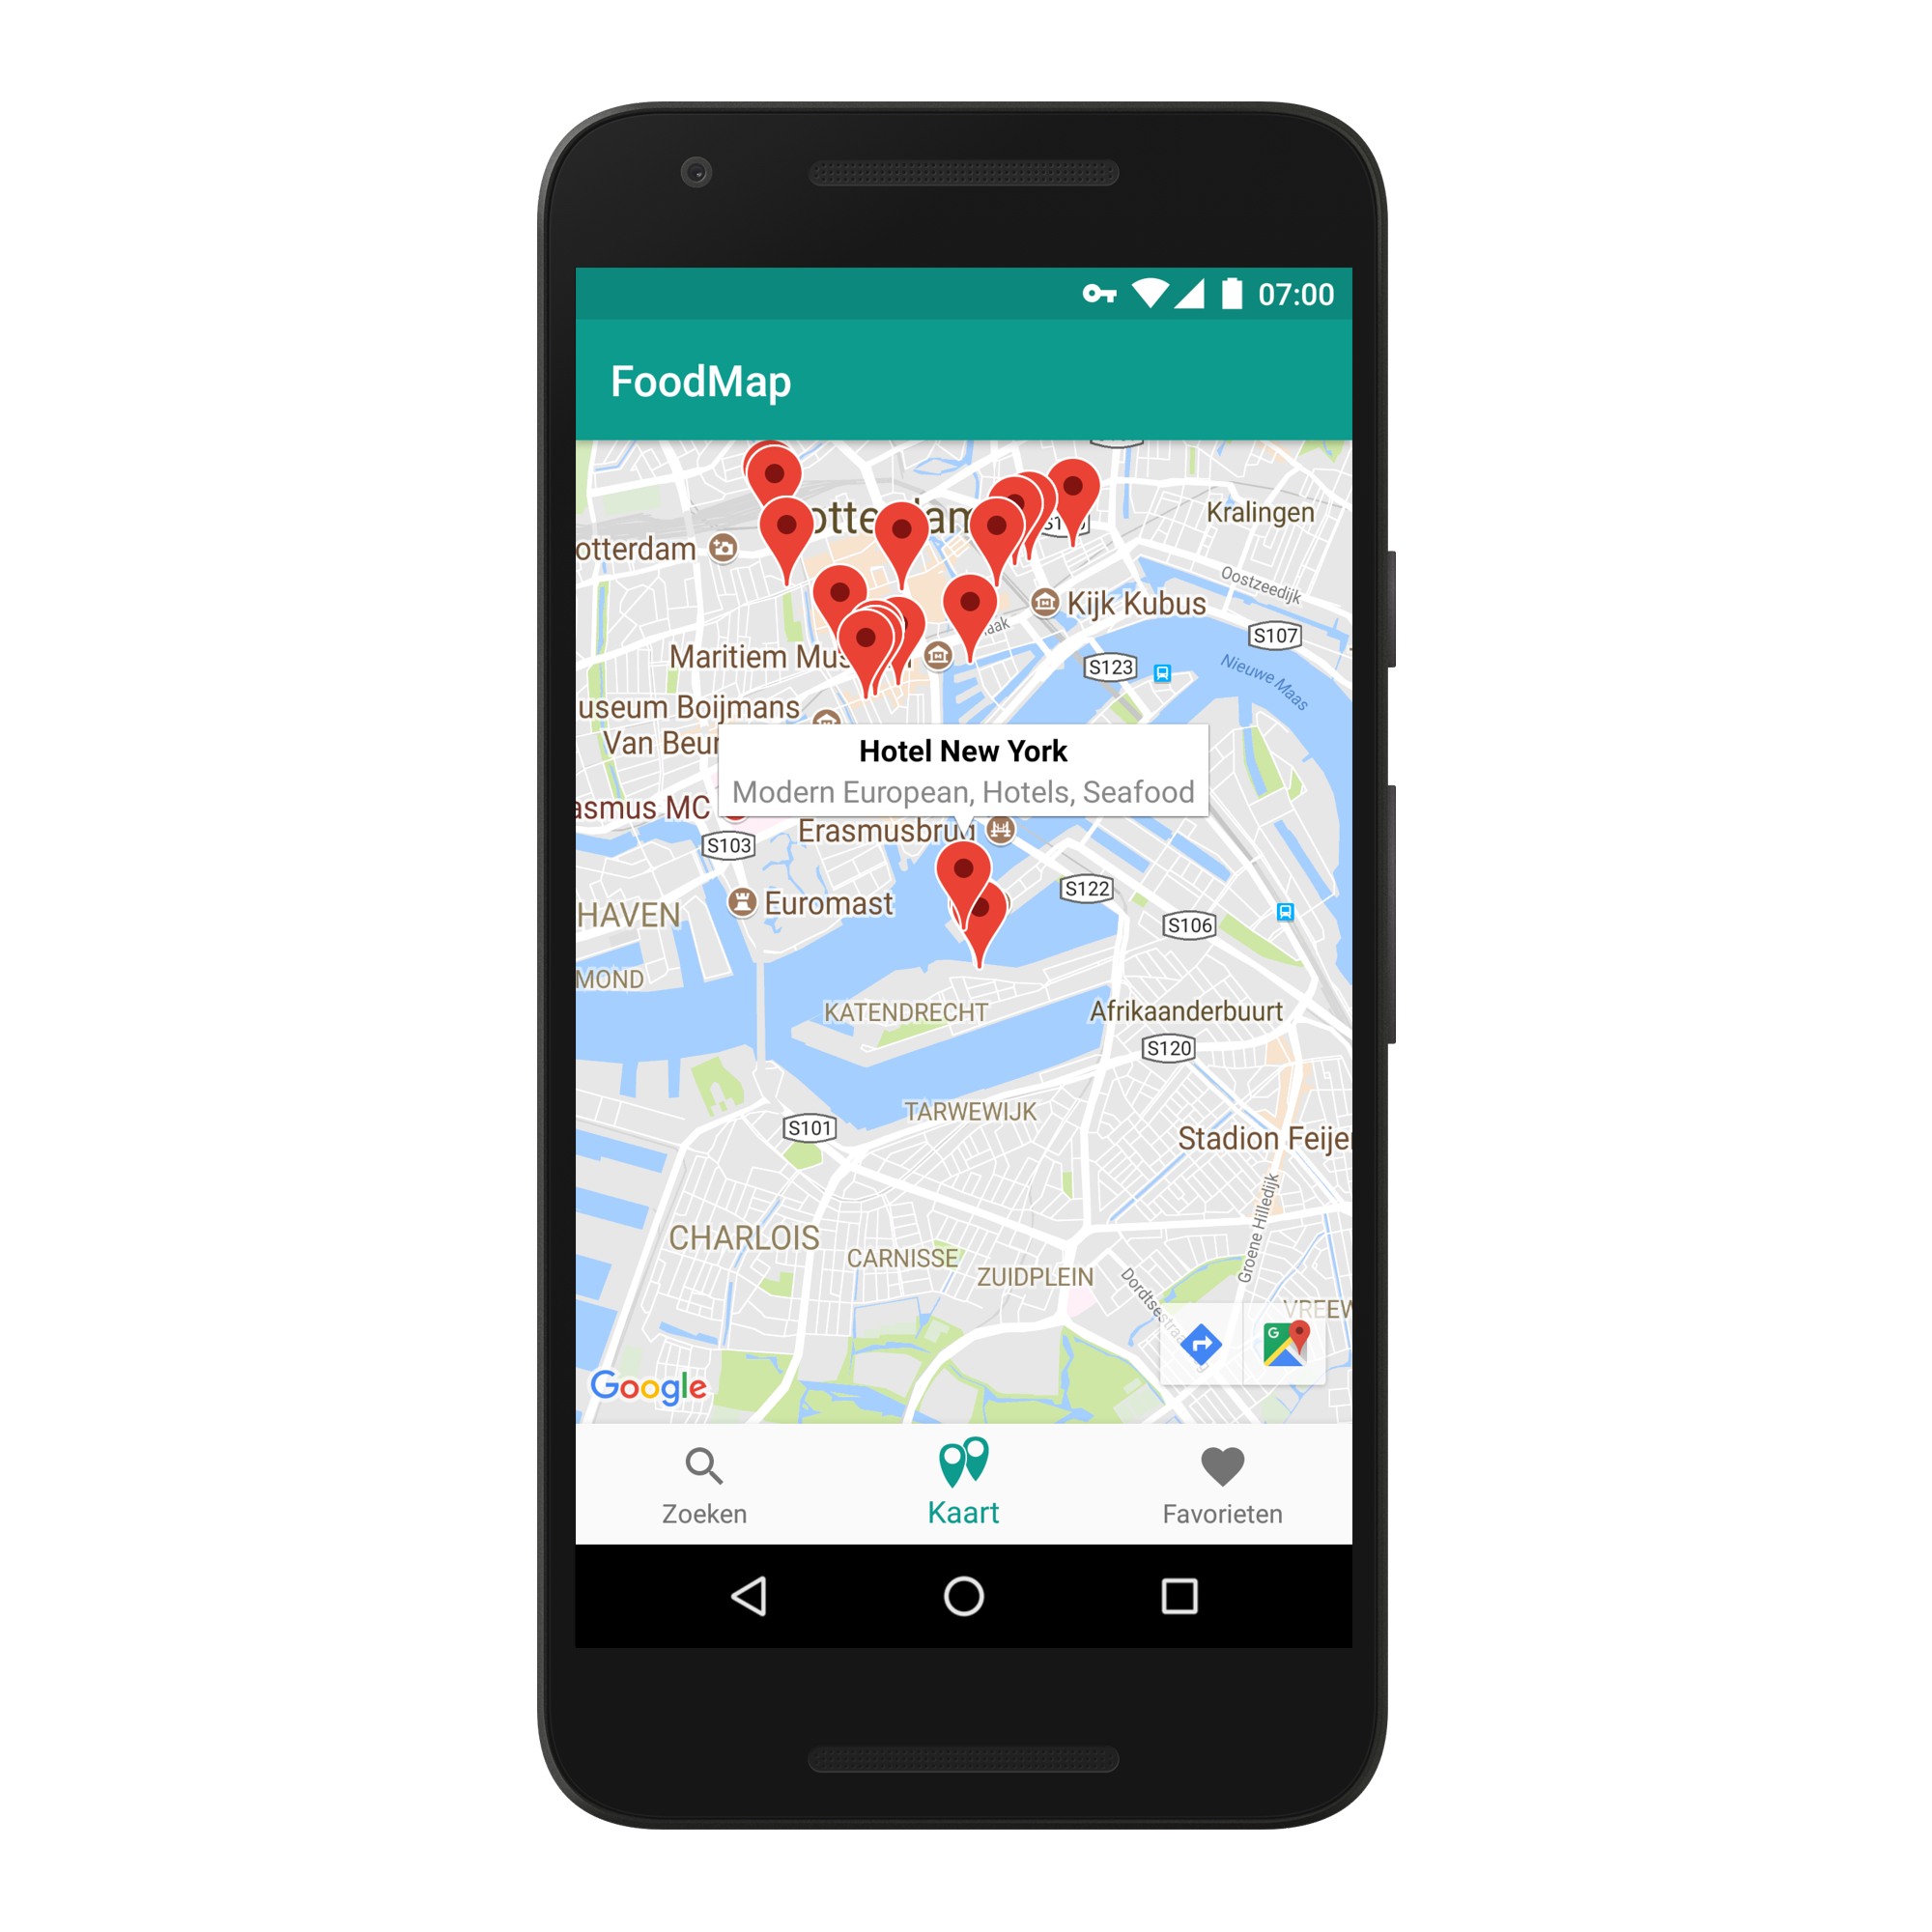 07:00
FoodMap
Kralingen
otterdam
Oostzeedijk
Kijk Kubus
S107
Maritiem Mus
S123
Nieuwe Maas
useum Boijmans
Van Beu
Hotel New York
Modern European, Hotels, Seafood
asmus MC
Erasmusbrug
S103
S122
Euromast
HAVEN
S106
MOND
KATENDRECHT
Afrikaanderbuurt
S120
TARWEWIJK
S101
Stadion Feije
Groene Hilledijk
CHARLOIS
CARNISSE
ZUIDPLEIN
VREEW
Google
Zoeken
Kaart
Favorieten